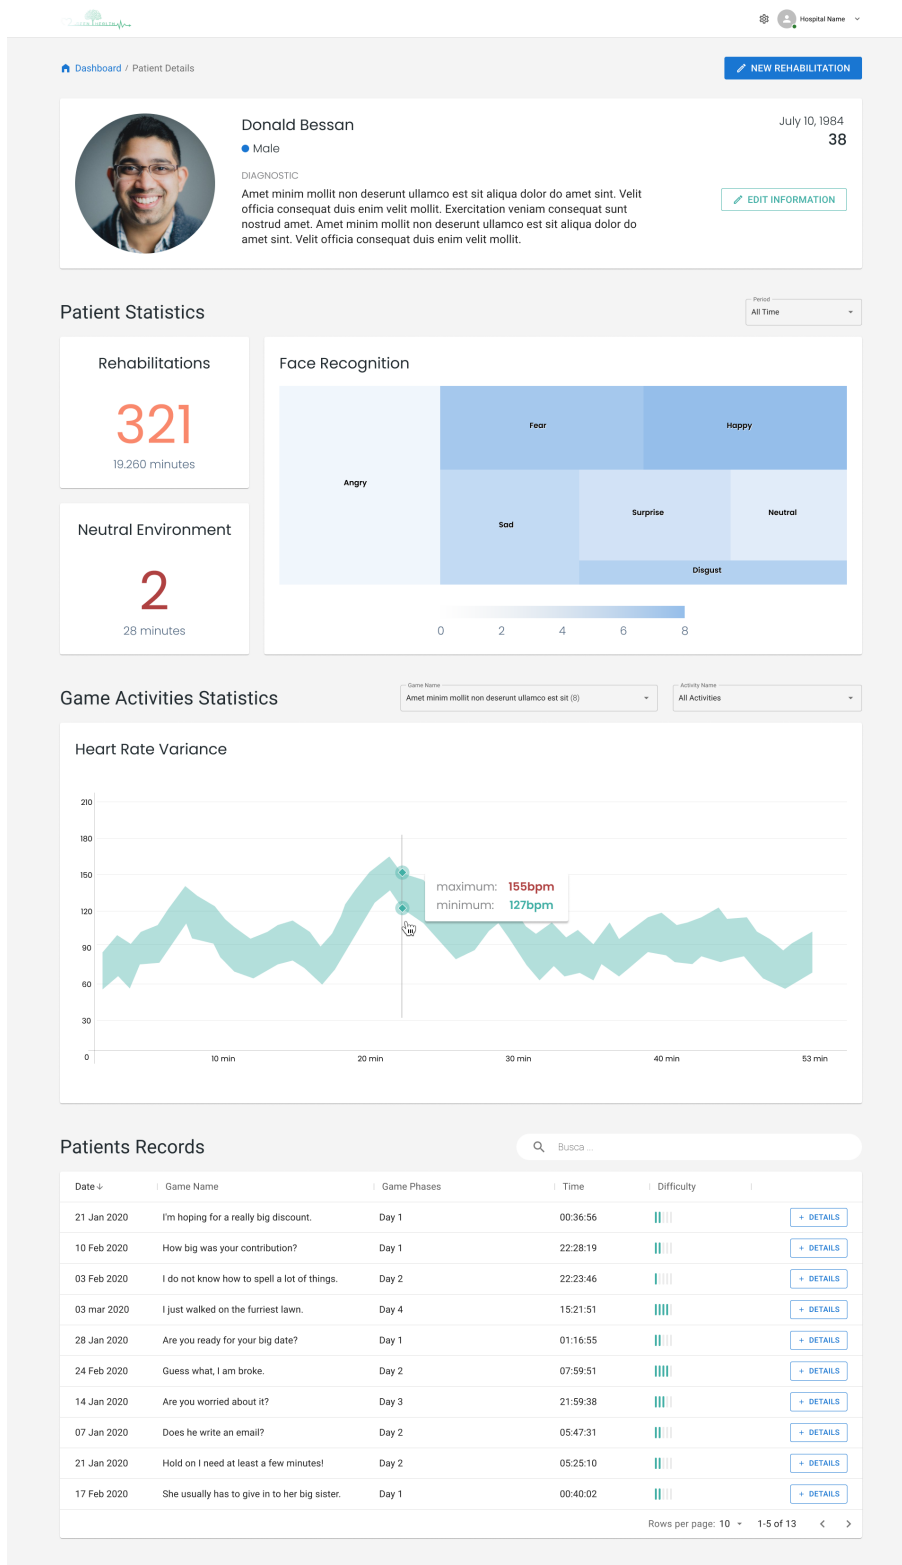 Hospital Name
Dashboard / Patient Details
NEW REHABILITATION
Donald Bessan
Male
July 10, 1984
38
DIAGNOSTIC
Amet minim mollit non deserunt ullamco est sit aliqua dolor do amet sint. Velit
officia consequat duis enim velit mollit. Exercitation veniam consequat sunt
nostrud amet. Amet minim mollit non deserunt ullamco est sit aliqua dolor do
amet sint. Velit officia consequat duis enim velit mollit.
EDIT INFORMATION
Patient Statistics
Period
All Time
Rehabilitations
321
19.260 minutes
Neutral Environment
2
28 minutes
Face Recognition
Angry
Fear
Happy
Sad
Surprise
Neutral
Disgust
0 2 4 6 8
Game Activities Statistics
Game Name
Amet minim mollit non deserunt ullamco est sit (8)
Activity Name
All Activities
Heart Rate Variance
210
180
150
120
90
60
30
0
maximum: 155bpm
minimum: 127bpm
10 min 20 min 30 min 40 min 53 min
Patients Records
Busca ...
Date Game Name Game Phases Time Difficulty
21 Jan 2020 I'm hoping for a really big discount. Day 1 00:36:56 + DETAILS
10 Feb 2020 How big was your contribution? Day 1 22:28:19 + DETAILS
03 Feb 2020 I do not know how to spell a lot of things. Day 2 22:23:46 + DETAILS
03 mar 2020 I just walked on the furriest lawn. Day 4 15:21:51 + DETAILS
28 Jan 2020 Are you ready for your big date? Day 1 01:16:55 + DETAILS
24 Feb 2020 Guess what, I am broke. Day 2 07:59:51 + DETAILS
14 Jan 2020 Are you worried about it? Day 3 21:59:38 + DETAILS
07 Jan 2020 Does he write an email? Day 2 05:47:31 + DETAILS
21 Jan 2020 Hold on I need at least a few minutes! Day 2 05:25:10 + DETAILS
17 Feb 2020 She usually has to give in to her big sister. Day 1 00:40:02 + DETAILS
Rows per page: 10 1-5 of 13